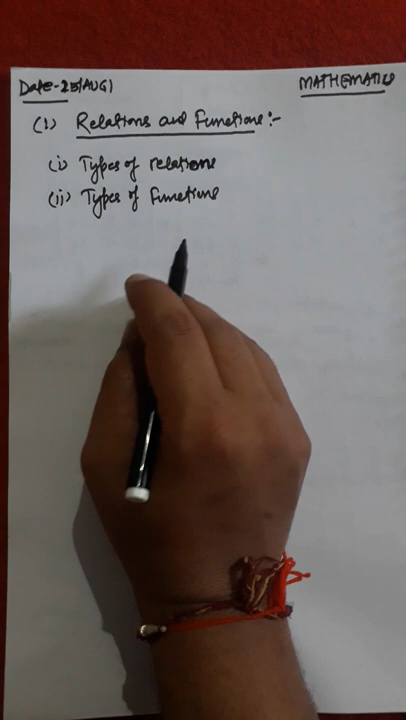 Date-25/AUG) MATHEMATICS
(1) Relations and Functions:-
(i) Types of relations
(ii) Types of Functions